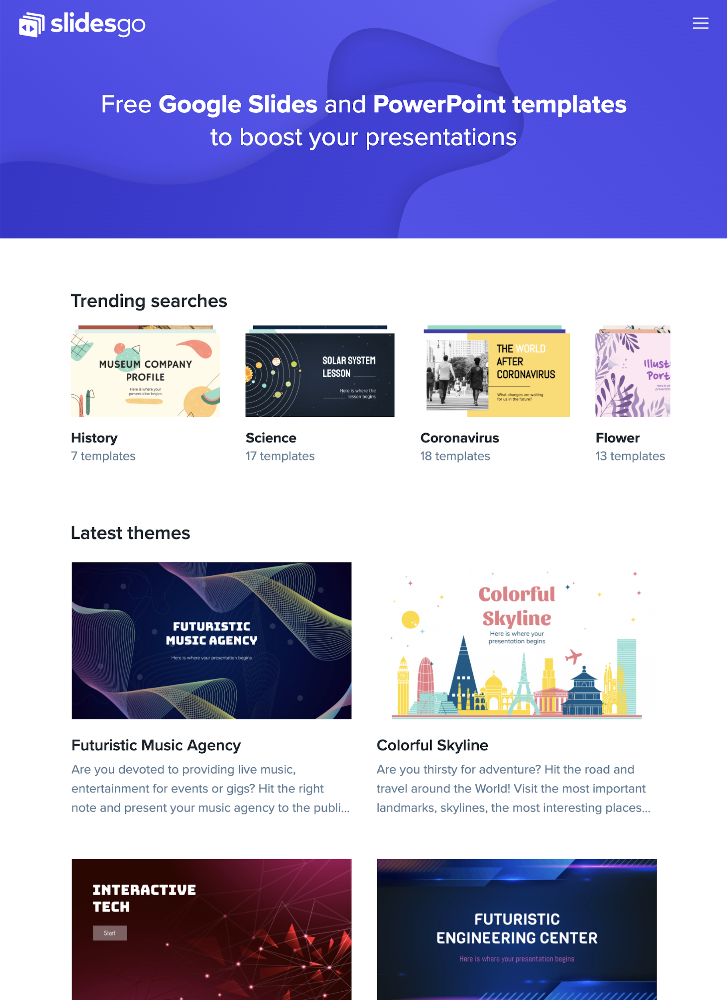 slidesgo
Free Google Slides and PowerPoint templates
to boost your presentations
Trending searches
MUSEUM COMPANY
PROFILE
Here is where your
presentation begins
History
7 templates
SOLAR SYSTEM
LESSON
Here is where the
lesson begins
Science
17 templates
THE WORLD
AFTER
CORONAVIRUS
What changes are waiting
for us in the future?
Coronavirus
18 templates
Flower
13 templates
Latest themes
FUTURISTIC
MUSIC AGENCY
Here is where your presentation begins
Futuristic Music Agency
Are you devoted to providing live music,
entertainment for events or gigs? Hit the right
note and present your music agency to the publi...
Colorful
Skyline
Here is where your
presentation begins
Colorful Skyline
Are you thirsty for adventure? Hit the road and
travel around the World! Visit the most important
landmarks, skylines, the most interesting places...
INTERACTIVE
TECH
Start
FUTURISTIC
ENGINEERING CENTER
Here is where your presentation begins